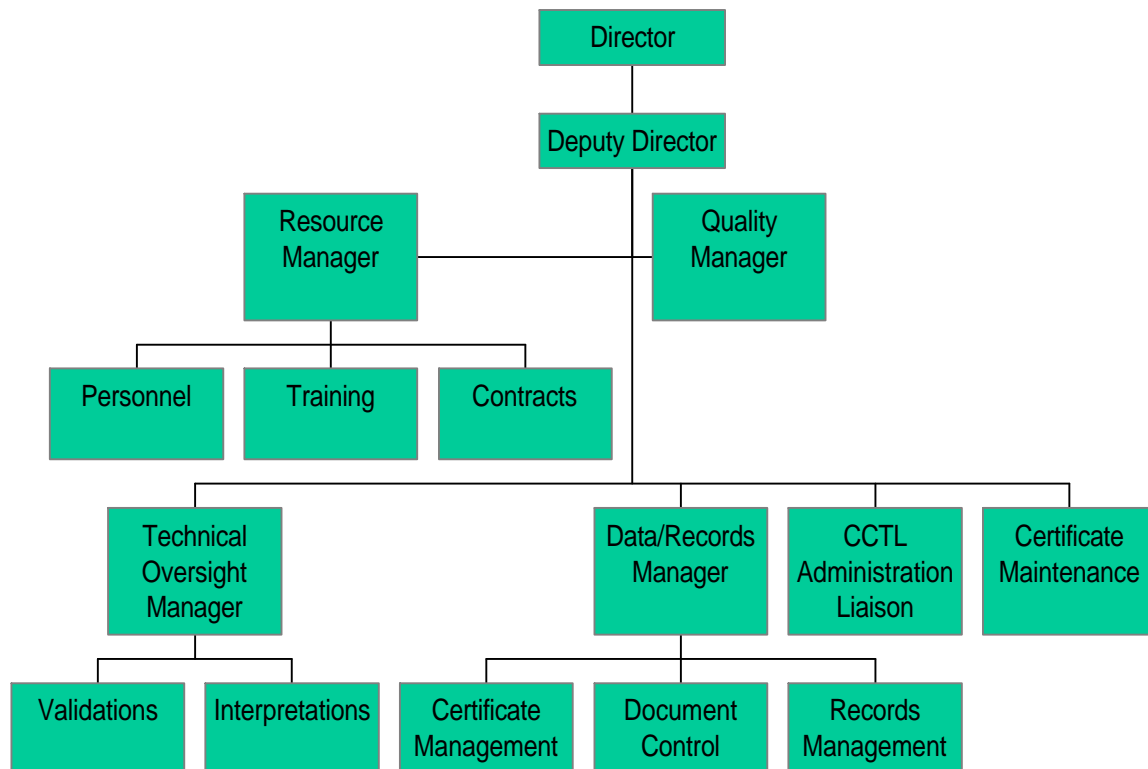 Director
Deputy Director
Resource
Manager
Quality
Manager
Personnel
Training
Contracts
Technical
Oversight
Manager
Data/Records
Manager
CCTL
Administration
Liaison
Certificate
Maintenance
Validations
Interpretations
Certificate
Management
Document
Control
Records
Management